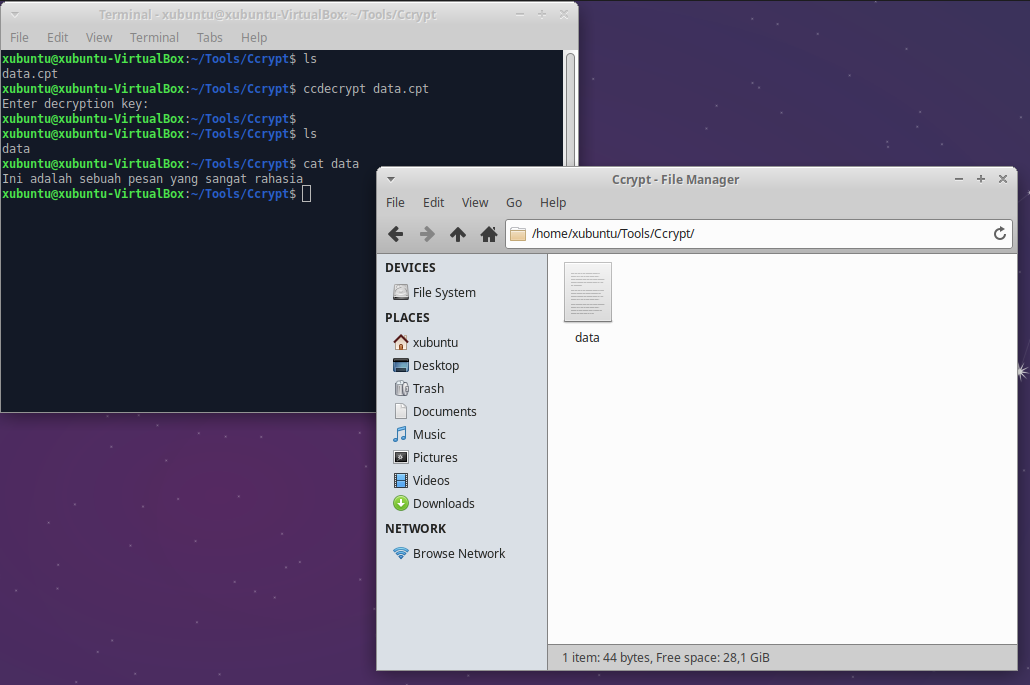 Terminal - xubuntu@xubuntu-VirtualBox: ~/Tools/Ccrypt
File Edit View Terminal Tabs Help
xubuntu@xubuntu-VirtualBox:~/Tools/Ccrypt$ ls
data.cpt
xubuntu@xubuntu-VirtualBox:~/Tools/Ccrypt$ ccdecrypt data.cpt
Enter decryption key:
xubuntu@xubuntu-VirtualBox:~/Tools/Ccrypt$
xubuntu@xubuntu-VirtualBox:~/Tools/Ccrypt$ ls
data
xubuntu@xubuntu-VirtualBox:~/Tools/Ccrypt$ cat data
Ini adalah sebuah pesan yang sangat rahasia
xubuntu@xubuntu-VirtualBox:~/Tools/Ccrypt$
Ccrypt - File Manager
File Edit View Go Help
/home/xubuntu/Tools/Ccrypt/
DEVICES
File System
PLACES
xubuntu
Desktop
Trash
Documents
Music
Pictures
Videos
Downloads
NETWORK
Browse Network
data
1 item: 44 bytes, Free space: 28,1 GiB